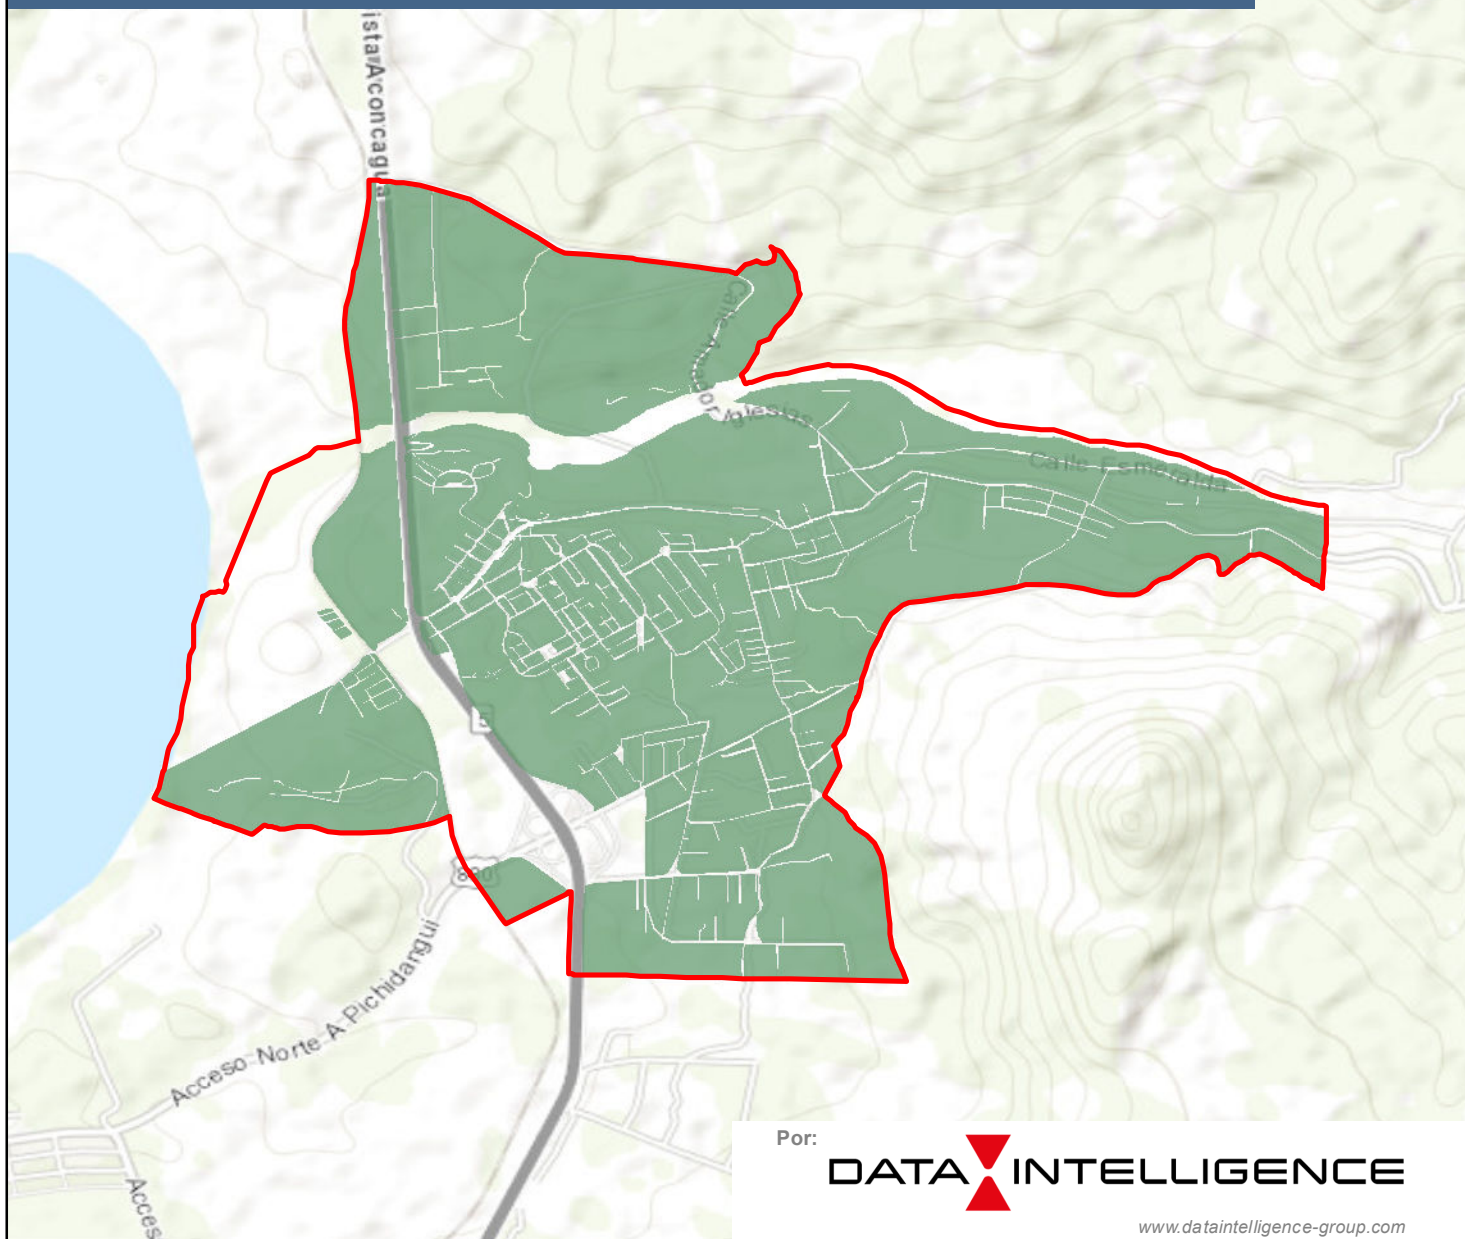 ista Aconcagua
Calle Amador Iglesias
Calle Esmeralda
5
890
Acceso Norte A Pichidangui
Acces
Por:
DATA INTELLIGENCE
www.dataintelligence-group.com